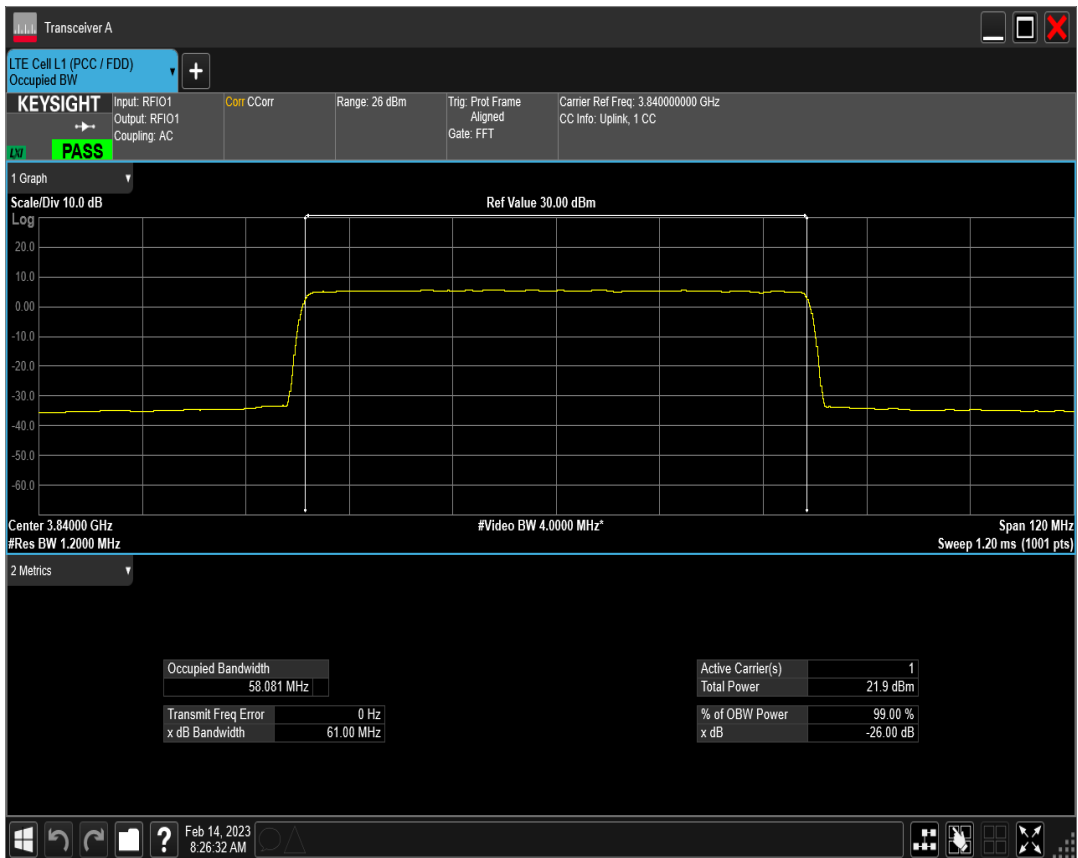 Transceiver A
LTE Cell L1 (PCC / FDD)
Occupied BW
+
KEYSIGHT
LXI
PASS
Input: RFIO1
Output: RFIO1
Coupling: AC
Corr CCorr
Range: 26 dBm
Trig: Prot Frame
Aligned
Gate: FFT
Carrier Ref Freq: 3.840000000 GHz
CC Info: Uplink, 1 CC
1 Graph
Scale/Div 10.0 dB
Ref Value 30.00 dBm
Log
20.0
10.0
0.00
-10.0
-20.0
-30.0
-40.0
-50.0
-60.0
Center 3.84000 GHz
#Video BW 4.0000 MHz*
Span 120 MHz
#Res BW 1.2000 MHz
Sweep 1.20 ms (1001 pts)
2 Metrics
Occupied Bandwidth
58.081 MHz
Transmit Freq Error 0 Hz
x dB Bandwidth 61.00 MHz
Active Carrier(s) 1
Total Power 21.9 dBm
% of OBW Power 99.00 %
x dB -26.00 dB
?
Feb 14, 2023
8:26:32 AM